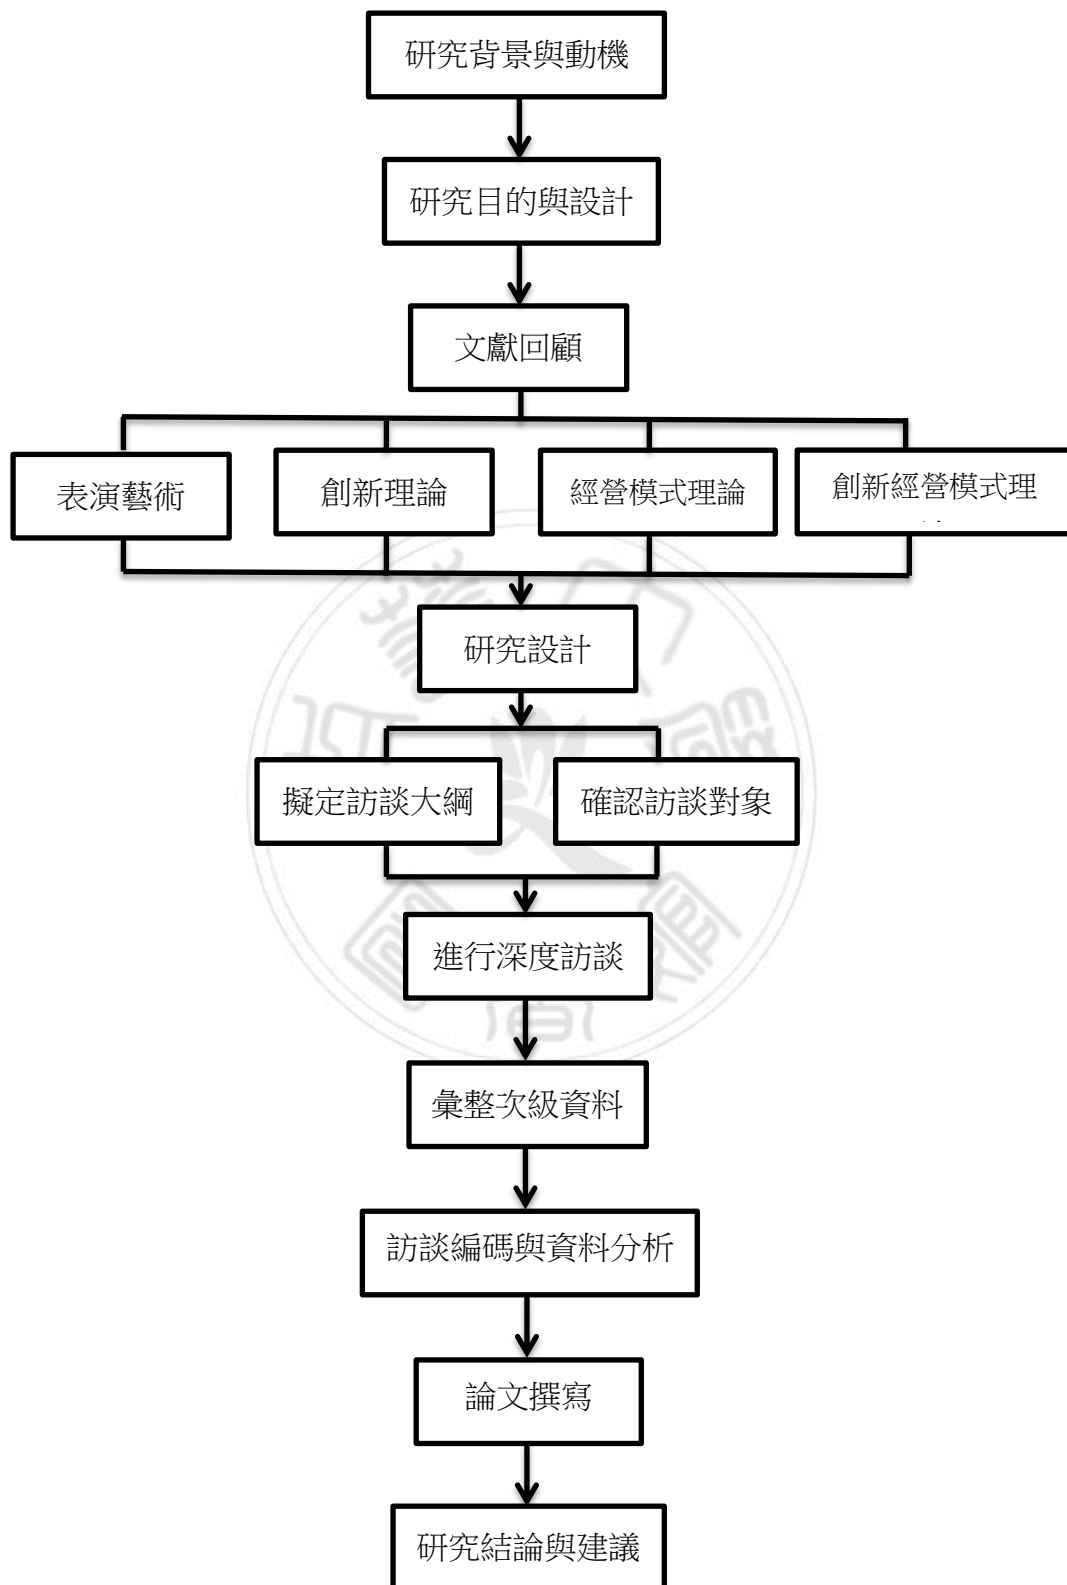 研究背景與動機
研究目的與設計
文獻回顧
表演藝術
創新理論
經營模式理論
創新經營模式理
研究設計
擬定訪談大綱
確認訪談對象
進行深度訪談
彙整次級資料
訪談編碼與資料分析
論文撰寫
研究結論與建議